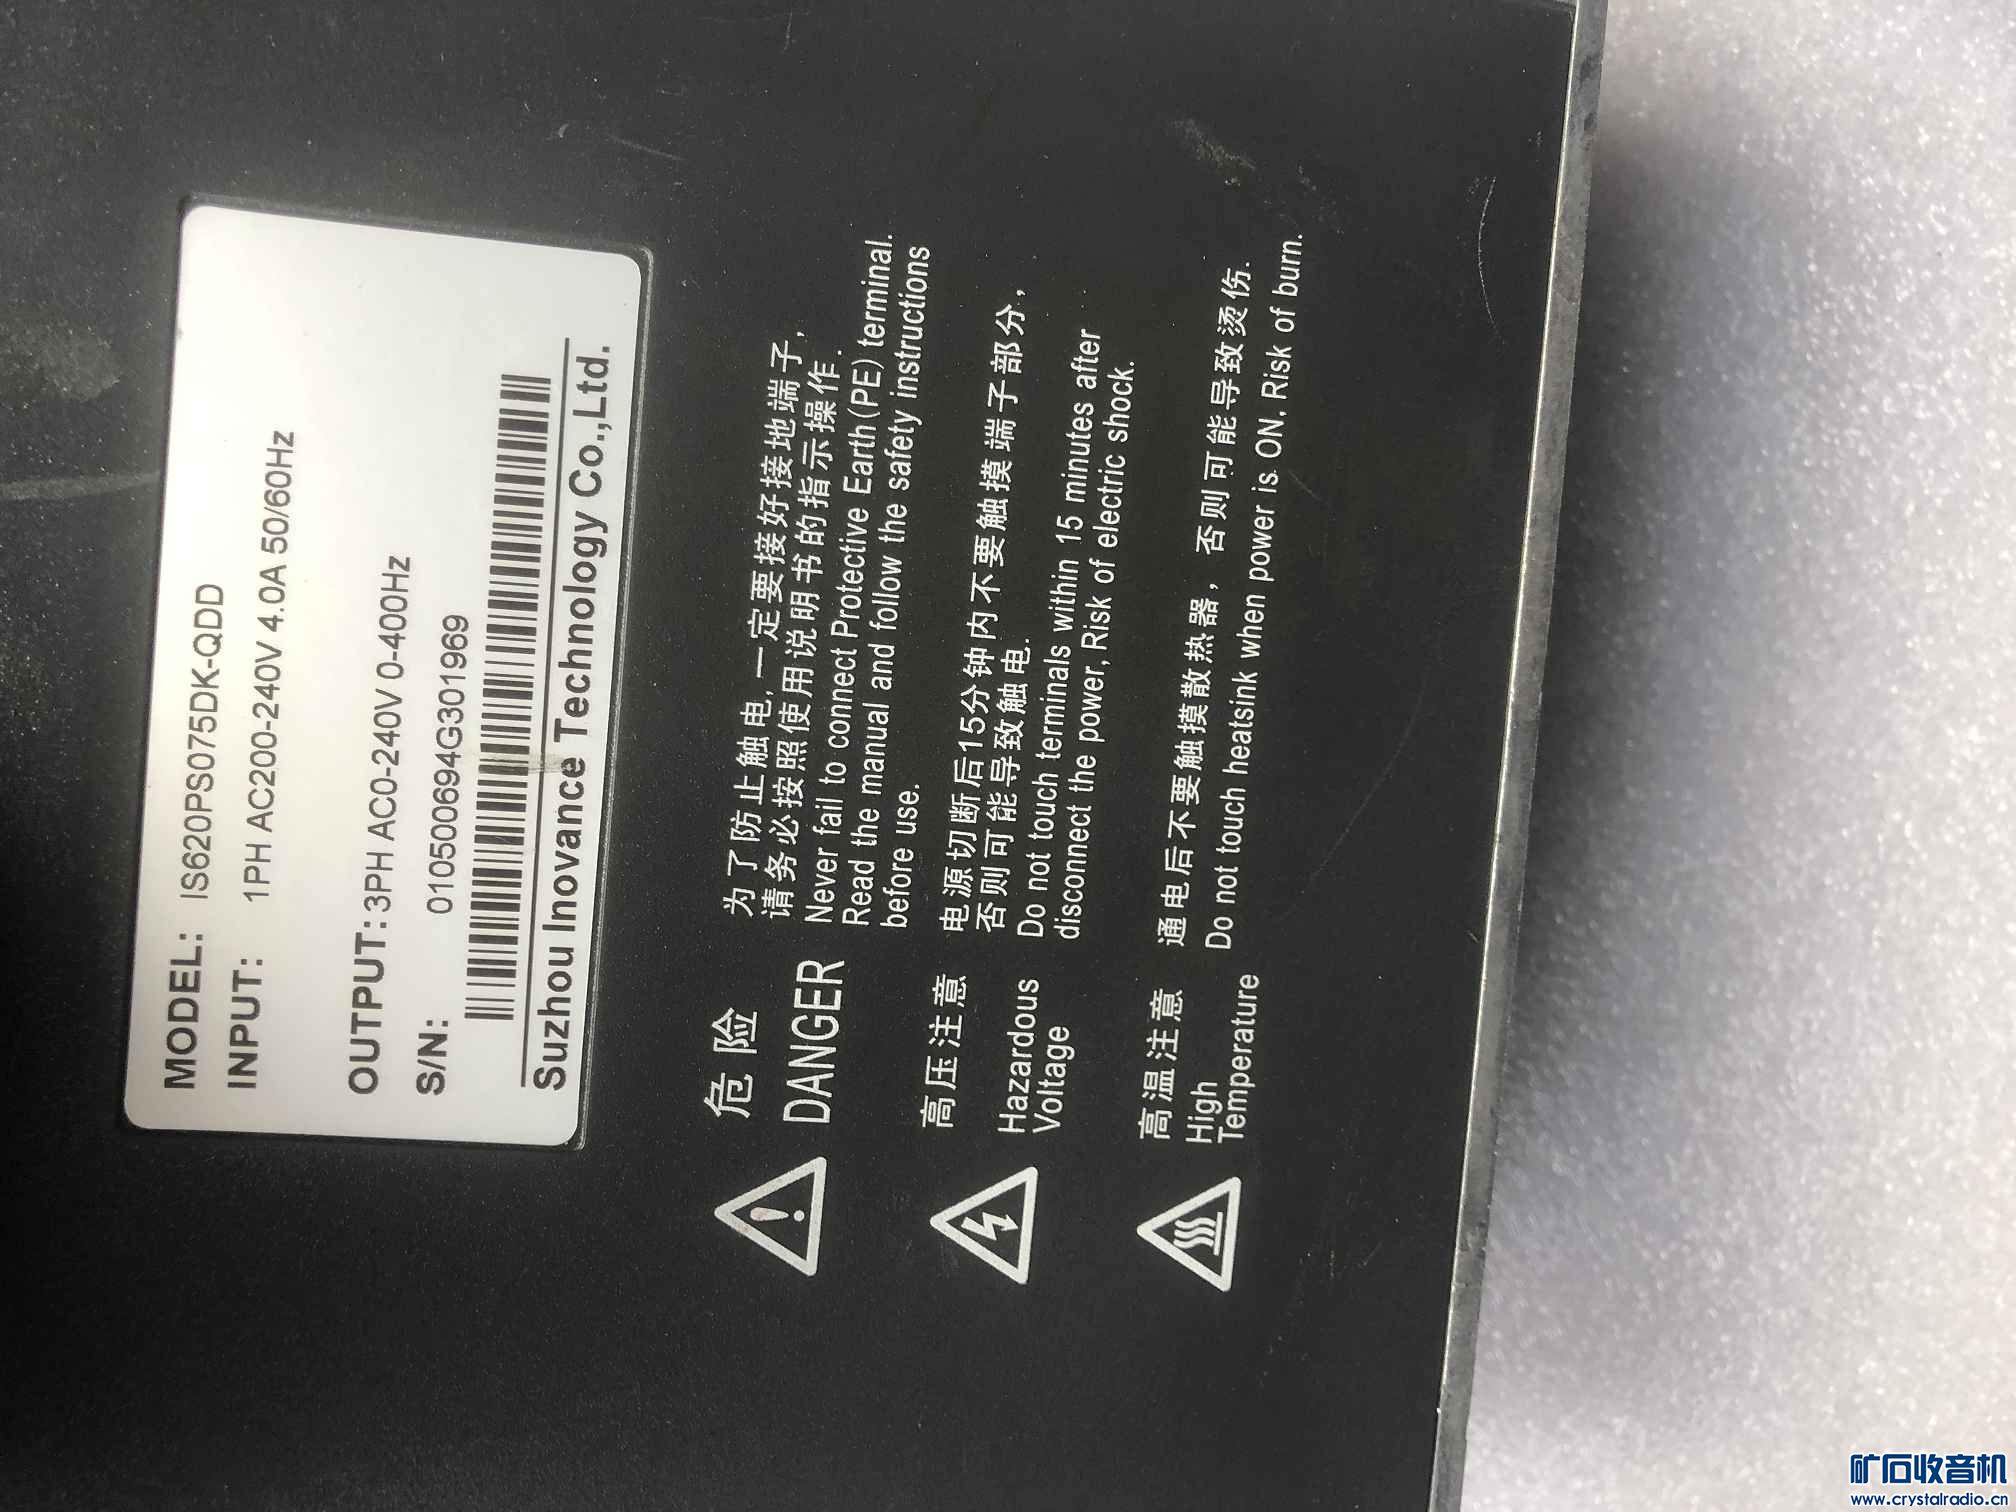 MODEL: IS620PS075DK-QDD
INPUT: 1PH AC200-240V 4.0A 50/60Hz
OUTPUT: 3PH AC0-240V 0-400Hz
S/N: 01050069​4G301969
Suzhou Inovance Technology Co.,Ltd.
危险
DANGER
为了防止触电,一定要接好接地端子,
请务必按照使用说明书的指示操作.
Never fail to connect Protective Earth (PE) terminal.
Read the manual and follow the safety instructions
before use.
高压注意
Hazardous
Voltage
电源切断后15分钟内不要触摸端子部分,
否则可能导致触电.
Do not touch terminals within 15 minutes after
disconnect the power, Risk of electric shock.
高温注意
High
Temperature
通电后不要触摸散热器, 否则可能导致烫伤.
Do not touch heatsink when power is ON, Risk of burn.
矿石收音机
www.crystalradio.cn